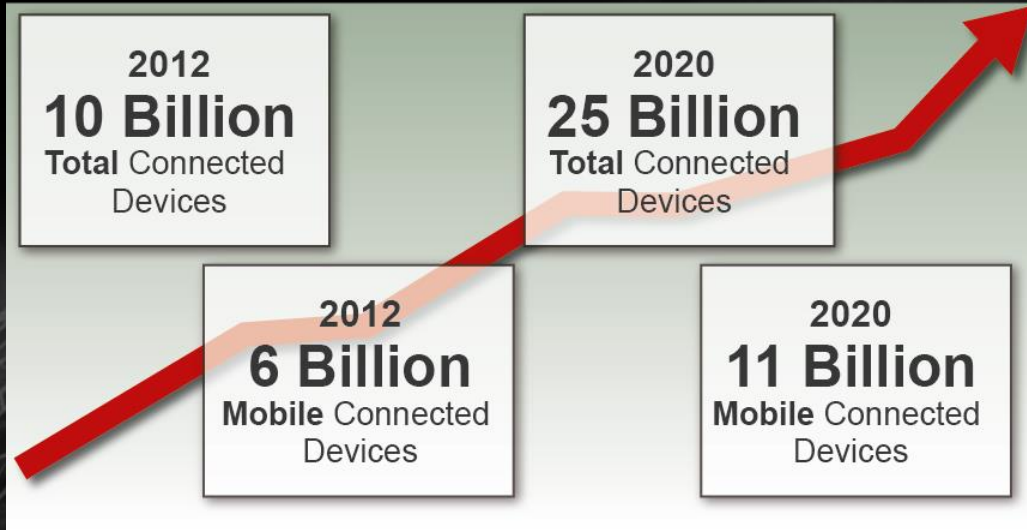 2012
10 Billion
Total Connected
Devices
2020
25 Billion
Total Connected
Devices
2012
6 Billion
Mobile Connected
Devices
2020
11 Billion
Mobile Connected
Devices